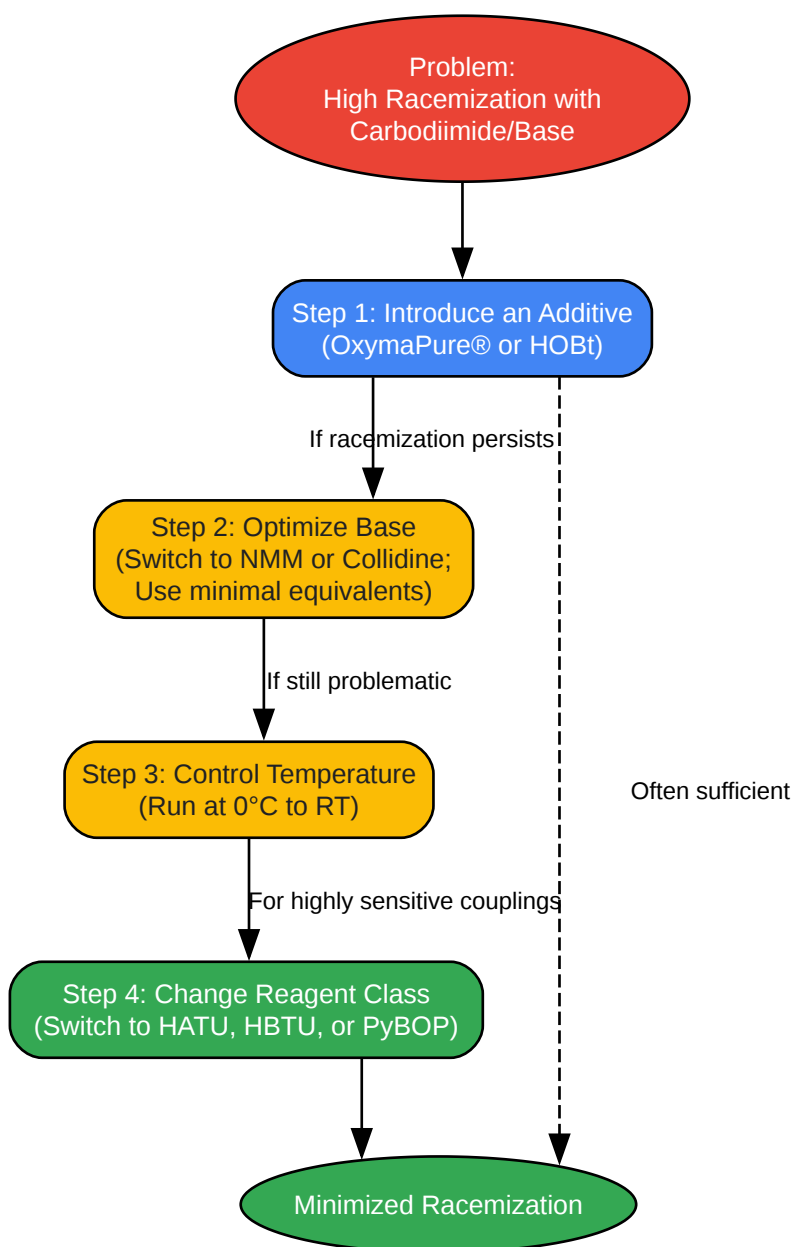 Problem:
High Racemization with
Carbodiimide/Base
Step 1: Introduce an Additive
(OxymaPure® or HOBt)
If racemization persists
Step 2: Optimize Base
(Switch to NMM or Collidine;
Use minimal equivalents)
If still problematic
Step 3: Control Temperature
(Run at 0°C to RT)
Often sufficient
For highly sensitive couplings
Step 4: Change Reagent Class
(Switch to HATU, HBTU, or PyBOP)
Minimized Racemization